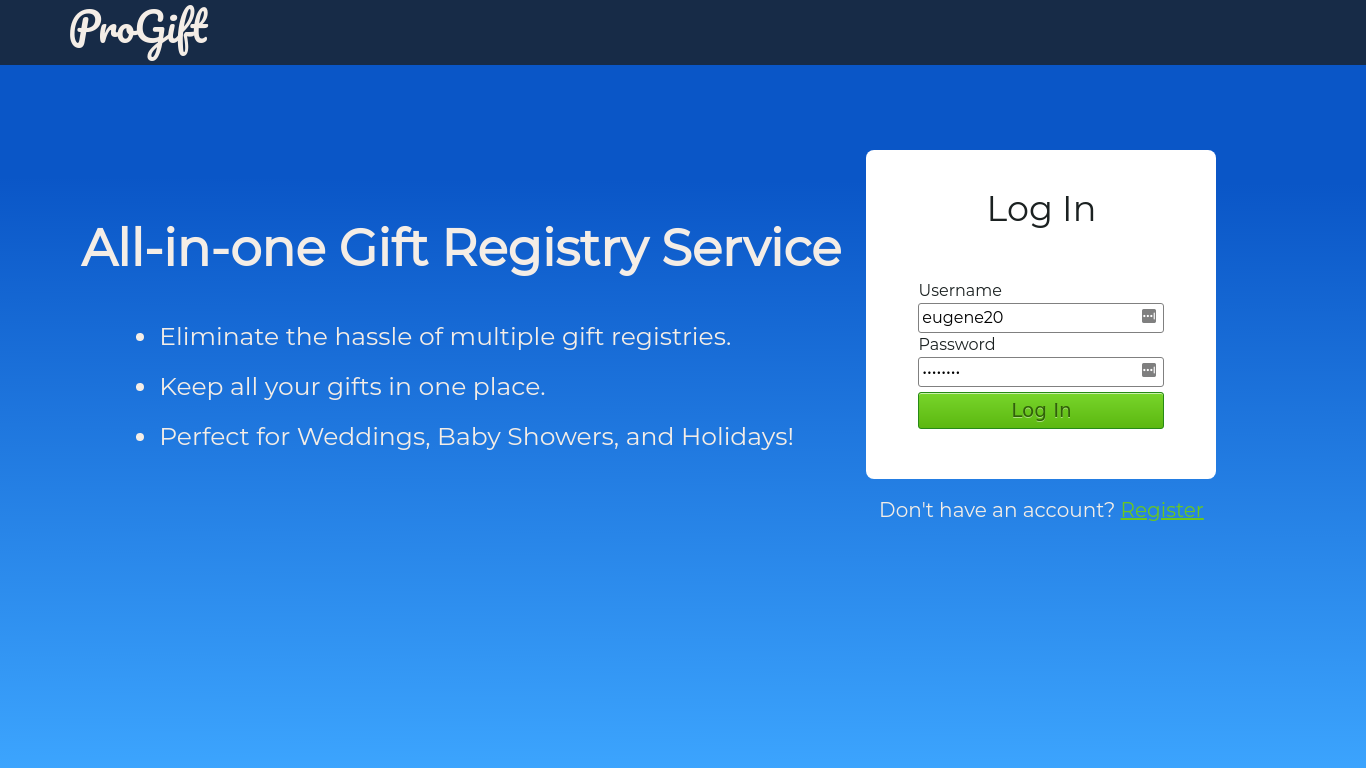 ProGift
All-in-one Gift Registry Service
Eliminate the hassle of multiple gift registries.
Keep all your gifts in one place.
Perfect for Weddings, Baby Showers, and Holidays!
Log In
Username
eugene20
Password
••••••••
Log In
Don't have an account? Register